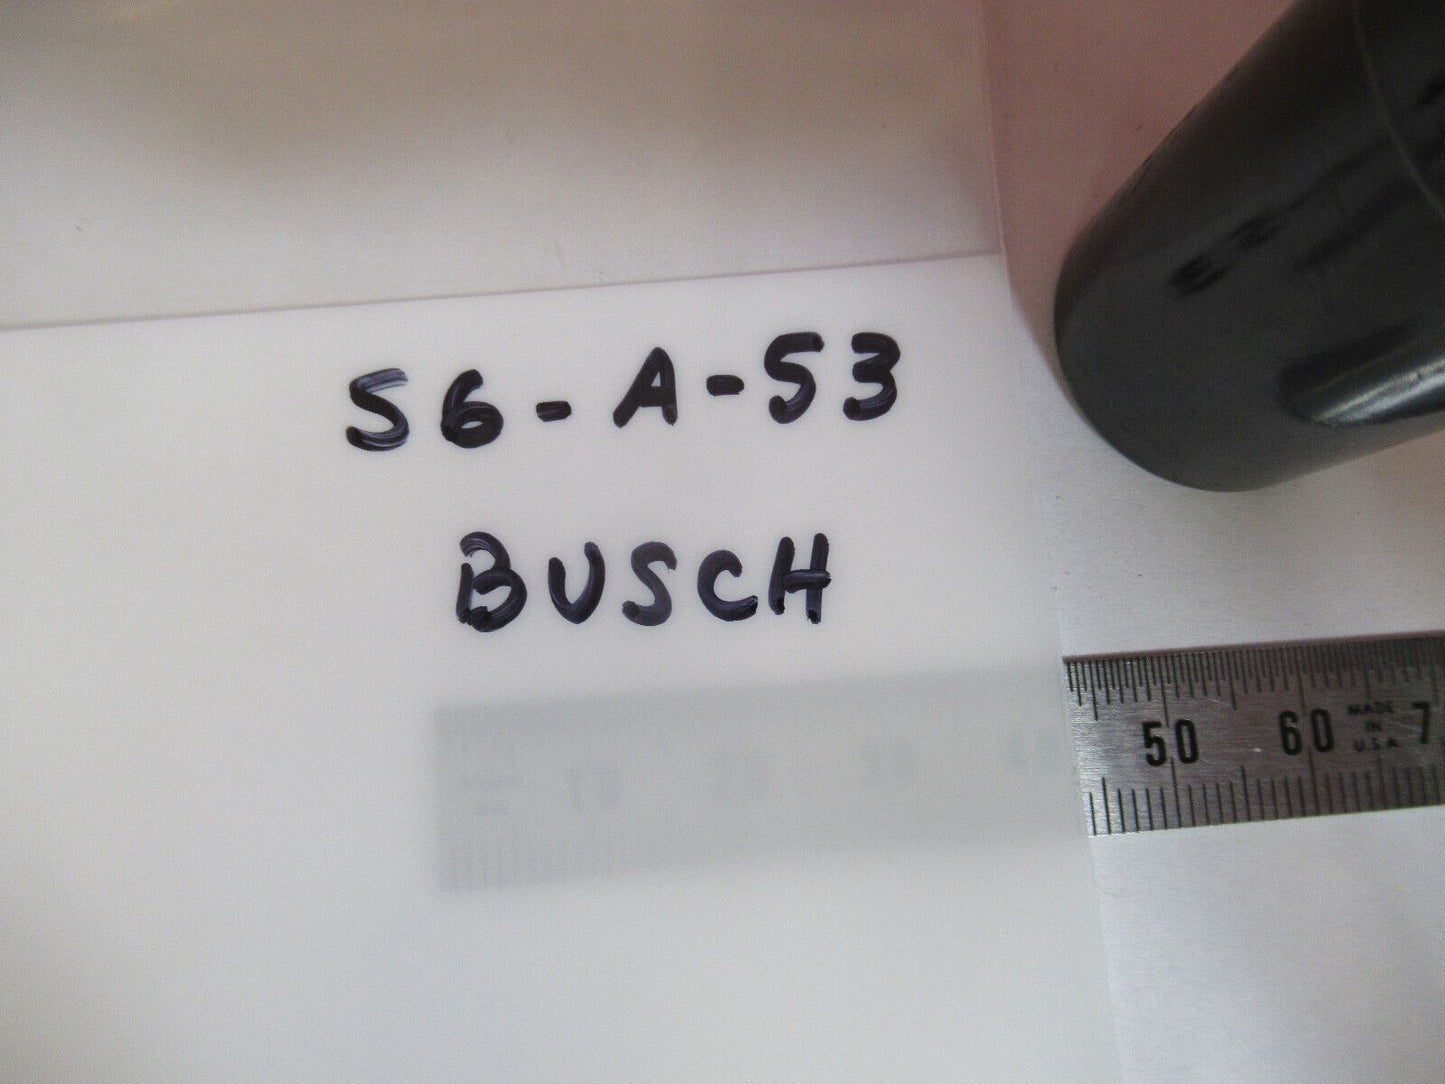 S6-A-53
BUSCH
50 60 MADE IN U.S.A. 7